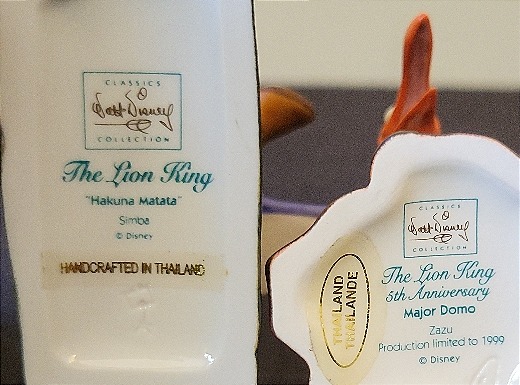 CLASSICS
Walt Disney
COLLECTION
The Lion King
"Hakuna Matata"
Simba
© Disney
HANDCRAFTED IN THAILAND
CLASSICS
Walt Disney
COLLECTION
The Lion King
5th Anniversary
Major Domo
Zazu
Production limited to 1999
© Disney
THAILAND
THAILANDE